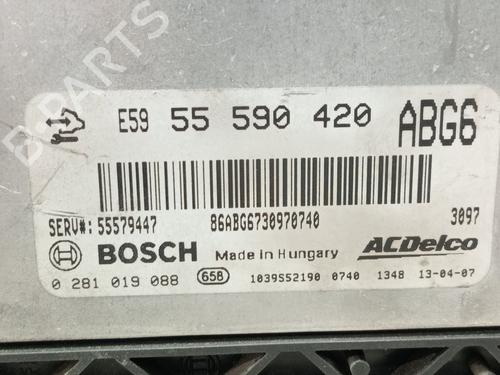 B-PARTS
E59 55 590 420 ABG6
SERV#: 55579447 86ABG6730970740 3097
BOSCH Made in Hungary ACDelco
0 281 019 088 658 1039S52190 0740 1348 13-04-07